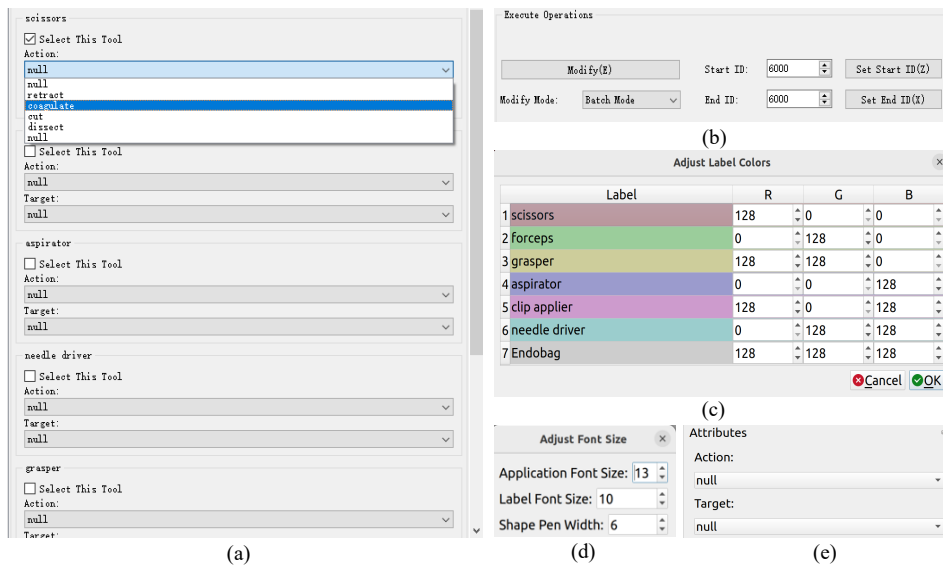 scissors
Select This Tool
Action:
null
null
retract
coagulate
cut
dissect
null
Select This Tool
Action:
null
Target:
null
aspirator
Select This Tool
Action:
null
Target:
null
needle driver
Select This Tool
Action:
null
Target:
null
grasper
Select This Tool
Action:
null
Target:
(a)
Execute Operations
Modify(E) Start ID: 6000 Set Start ID(Z)
Modify Mode: Batch Mode End ID: 6000 Set End ID(X)
(b)
Adjust Label Colors
Label R G B
1 scissors 128 0 0
2 forceps 0 128 0
3 grasper 128 128 0
4 aspirator 0 0 128
5 clip applier 128 0 128
6 needle driver 0 128 128
7 Endobag 128 128 128
Cancel OK
(c)
Adjust Font Size
Application Font Size: 13
Label Font Size: 10
Shape Pen Width: 6
(d)
Attributes
Action:
null
Target:
null
(e)